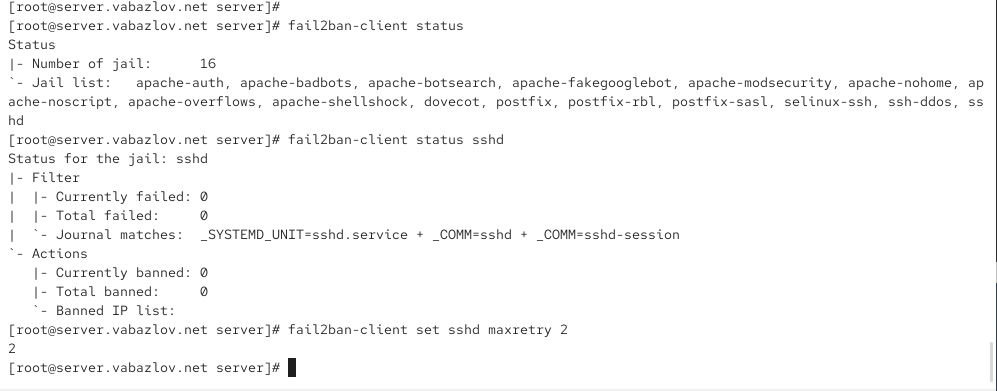 [root@server.vabazlov.net server]#
[root@server.vabazlov.net server]# fail2ban-client status
Status
|- Number of jail:      16
`- Jail list:   apache-auth, apache-badbots, apache-botsearch, apache-fakegooglebot, apache-modsecurity, apache-nohome, ap
ache-noscript, apache-overflows, apache-shellshock, dovecot, postfix, postfix-rbl, postfix-sasl, selinux-ssh, ssh-ddos, ss
hd
[root@server.vabazlov.net server]# fail2ban-client status sshd
Status for the jail: sshd
|- Filter
|  |- Currently failed: 0
|  |- Total failed:     0
|  `- Journal matches:  _SYSTEMD_UNIT=sshd.service + _COMM=sshd + _COMM=sshd-session
`- Actions
   |- Currently banned: 0
   |- Total banned:     0
   `- Banned IP list:
[root@server.vabazlov.net server]# fail2ban-client set sshd maxretry 2
2
[root@server.vabazlov.net server]#